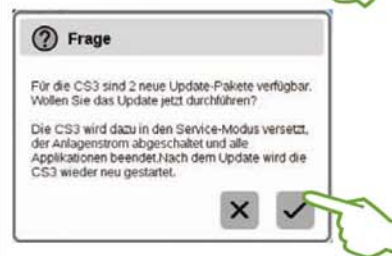 Frage
Für die CS3 sind 2 neue Update-Pakete verfügbar.
Wollen Sie das Update jetzt durchführen?
Die CS3 wird dazu in den Service-Modus versetzt,
der Anlagenstrom abgeschaltet und alle
Applikationen beendet.Nach dem Update wird die
CS3 wieder neu gestartet.